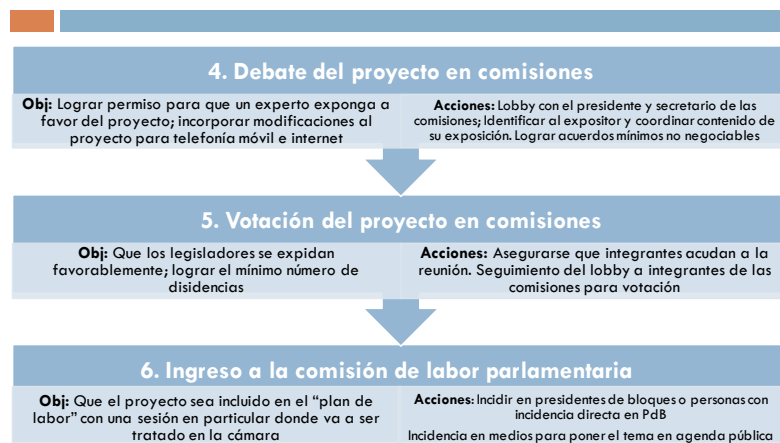 4. Debate del proyecto en comisiones
Obj: Lograr permiso para que un experto exponga a
favor del proyecto; incorporar modificaciones al
proyecto para telefonía móvil e internet
Acciones: Lobby con el presidente y secretario de las
comisiones; Identificar al expositor y coordinar contenido de
su exposición. Lograr acuerdos mínimos no negociables
5. Votación del proyecto en comisiones
Obj: Que los legisladores se expidan
favorablemente; lograr el mínimo número de
disidencias
Acciones: Asegurarse que integrantes acudan a la
reunión. Seguimiento del lobby a integrantes de las
comisiones para votación
6. Ingreso a la comisión de labor parlamentaria
Obj: Que el proyecto sea incluido en el “plan de
labor” con una sesión en particular donde va a ser
tratado en la cámara
Acciones: Incidir en presidentes de bloques o personas con
incidencia directa en PdB
Incidencia en medios para poner el tema en agenda pública